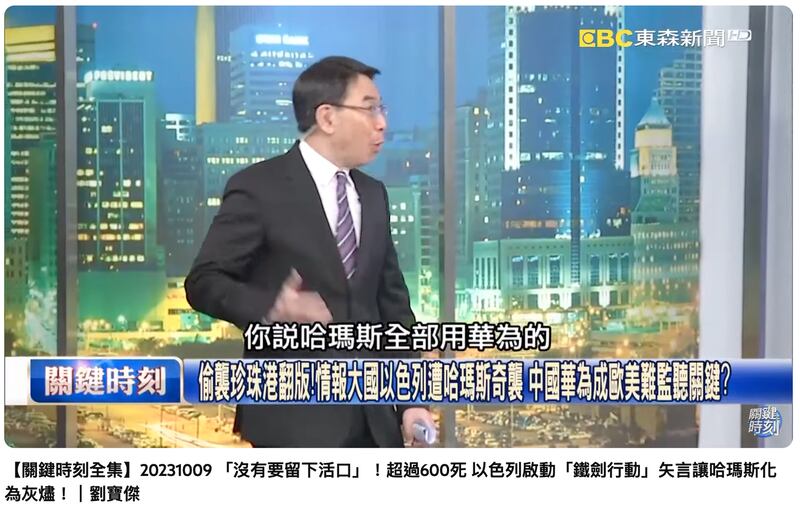 EBC 東森新聞 HD
你說哈瑪斯全部用華為的
關鍵時刻
偷襲珍珠港翻版!情報大國以色列遭哈瑪斯奇襲 中國華為成歐美難監聽關鍵?
關鍵時刻
【關鍵時刻全集】20231009 「沒有要留下活口」！超過600死 以色列啟動「鐵劍行動」矢言讓哈瑪斯化
為灰燼！｜劉寶傑